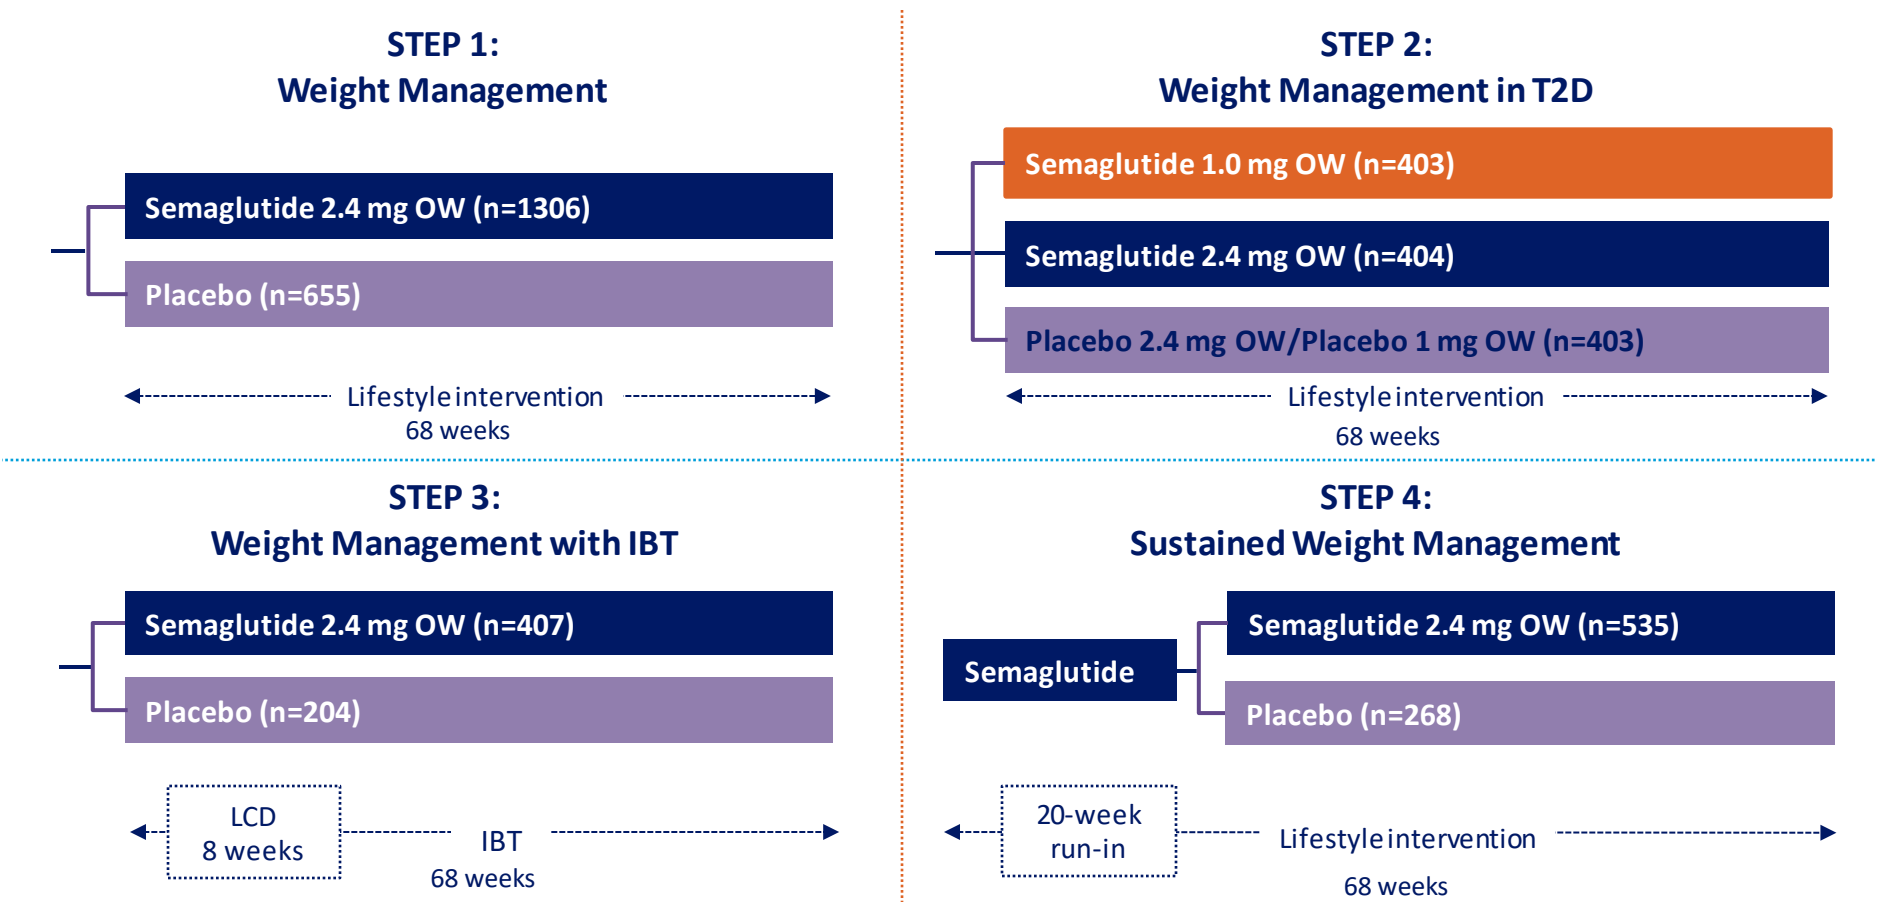 STEP 1:
Weight Management
Semaglutide 2.4 mg OW (n=1306)
Placebo (n=655)
Lifestyle intervention
68 weeks
STEP 2:
Weight Management in T2D
Semaglutide 1.0 mg OW (n=403)
Semaglutide 2.4 mg OW (n=404)
Placebo 2.4 mg OW/Placebo 1 mg OW (n=403)
Lifestyle intervention
68 weeks
STEP 3:
Weight Management with IBT
Semaglutide 2.4 mg OW (n=407)
Placebo (n=204)
LCD
8 weeks
IBT
68 weeks
STEP 4:
Sustained Weight Management
Semaglutide
Semaglutide 2.4 mg OW (n=535)
Placebo (n=268)
20-week
run-in
Lifestyle intervention
68 weeks